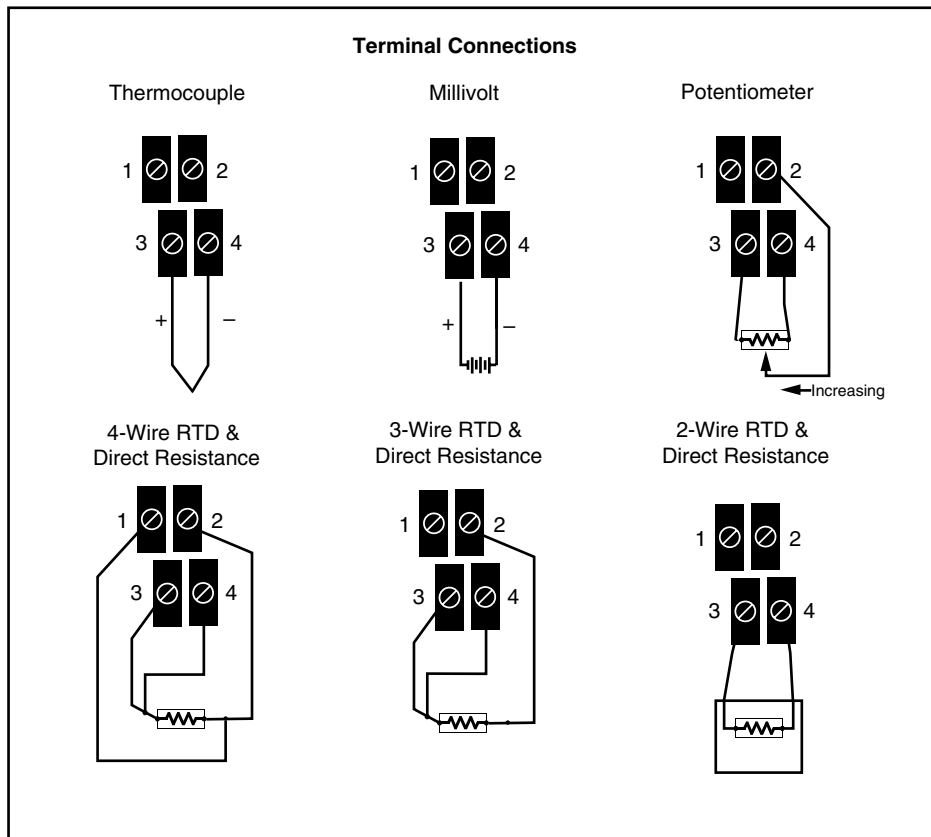 Terminal Connections
Thermocouple
1 2
3 4
+ –
Millivolt
1 2
3 4
+ –
Potentiometer
1 2
3 4
Increasing
4-Wire RTD &
Direct Resistance
1 2
3 4
3-Wire RTD &
Direct Resistance
1 2
3 4
2-Wire RTD &
Direct Resistance
1 2
3 4